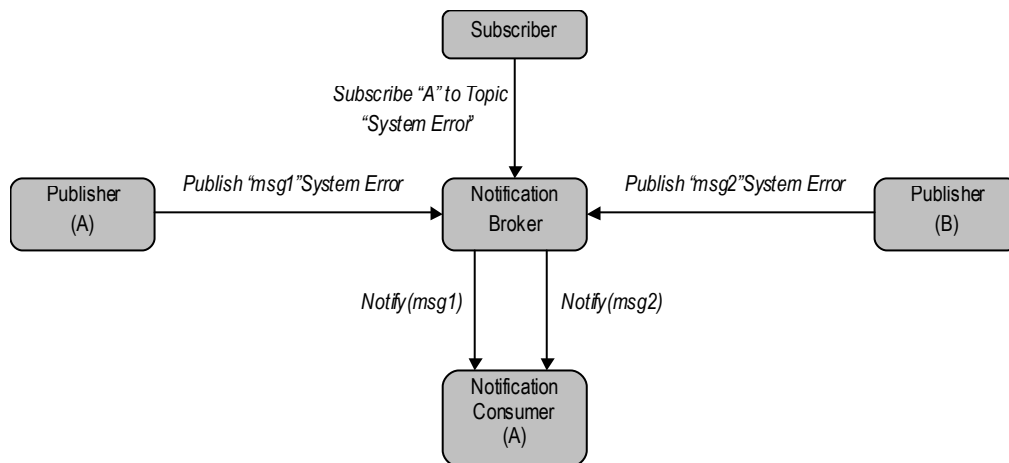 Subscriber
Subscribe “A” to Topic
“System Error”
Publisher
(A)
Publish “msg1”System Error
Notification
Broker
Publish “msg2”System Error
Publisher
(B)
Notify(msg1)
Notify(msg2)
Notification
Consumer
(A)